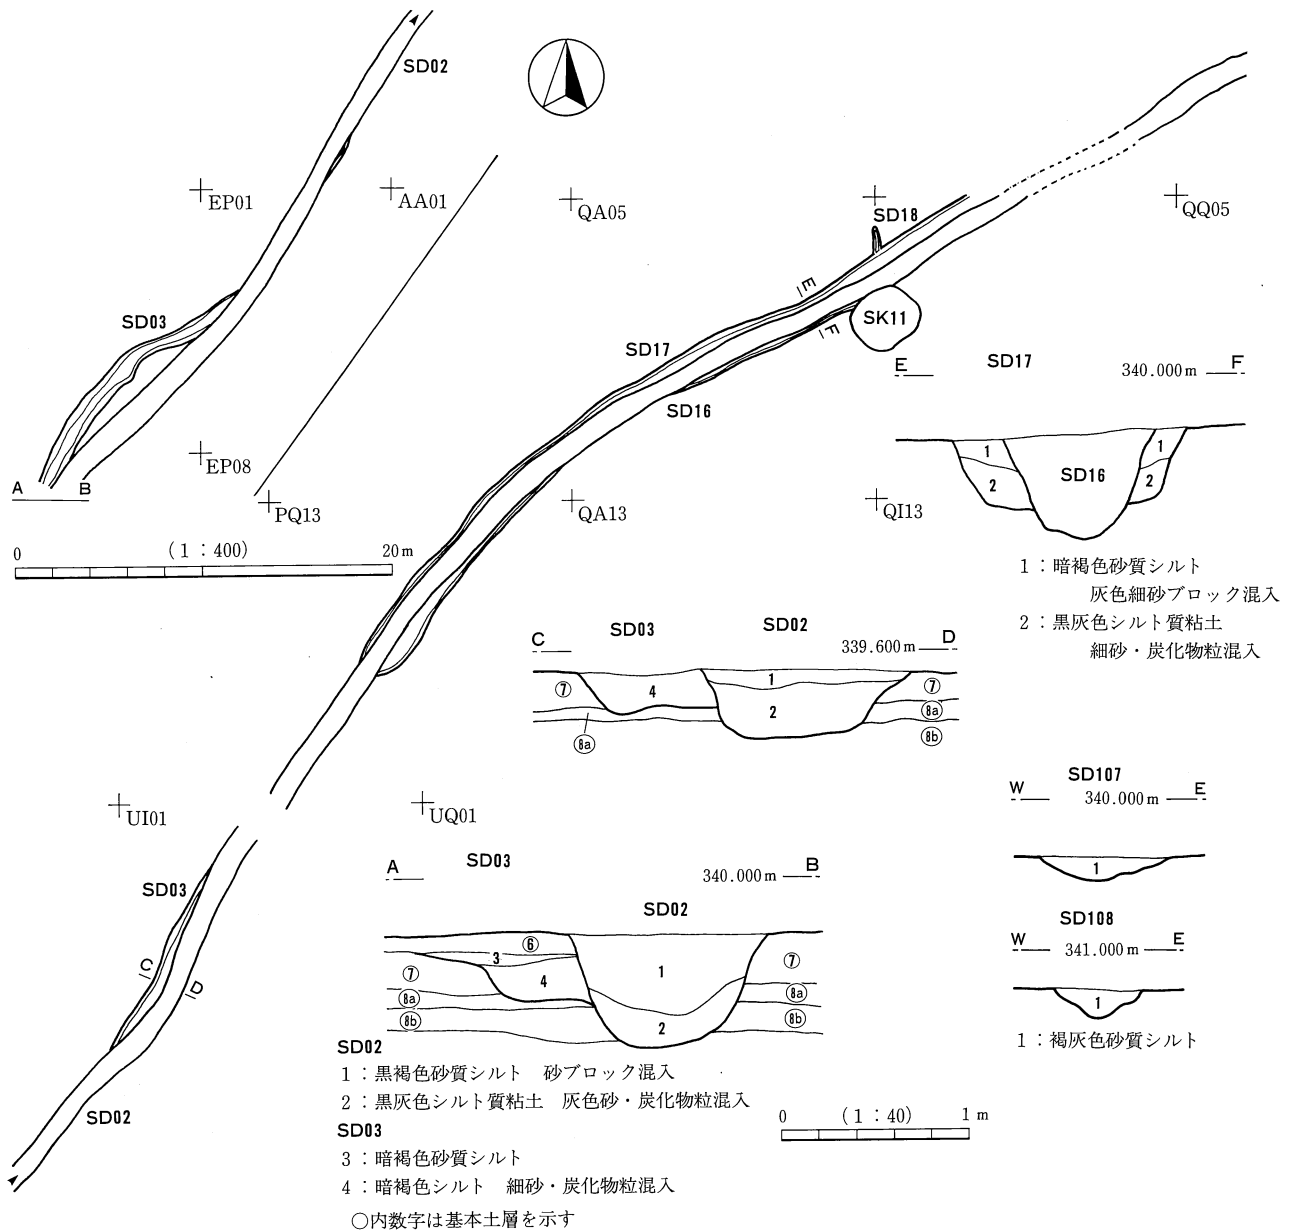 SD02
EP01
AA01
QA05
SD18
QQ05
SD03
E
F
SK11
SD17
SD16
EP08
A
B
PQ13
QA13
QI13
E
SD17
340.000m
F
1
1
2
SD16
2
1:暗褐色砂質シルト
灰色細砂ブロック混入
2:黒灰色シルト質粘土
細砂・炭化物粒混入
0 (1:400) 20m
C
SD03
SD02
339.600m
D
⑦
4
1
2
⑦
8a
8a
8b
UI01
UQ01
SD03
C
D
SD02
A
SD03
340.000m
B
SD02
⑥
3
⑦
4
1
⑦
8a
8a
8b
2
8b
SD02
1:黒褐色砂質シルト 砂ブロック混入
2:黒灰色シルト質粘土 灰色砂・炭化物粒混入
SD03
3:暗褐色砂質シルト
4:暗褐色シルト 細砂・炭化物粒混入
○内数字は基本土層を示す
SD107
W
340.000m
E
1
SD108
W
341.000m
E
1
1:褐灰色砂質シルト
0 (1:40) 1m